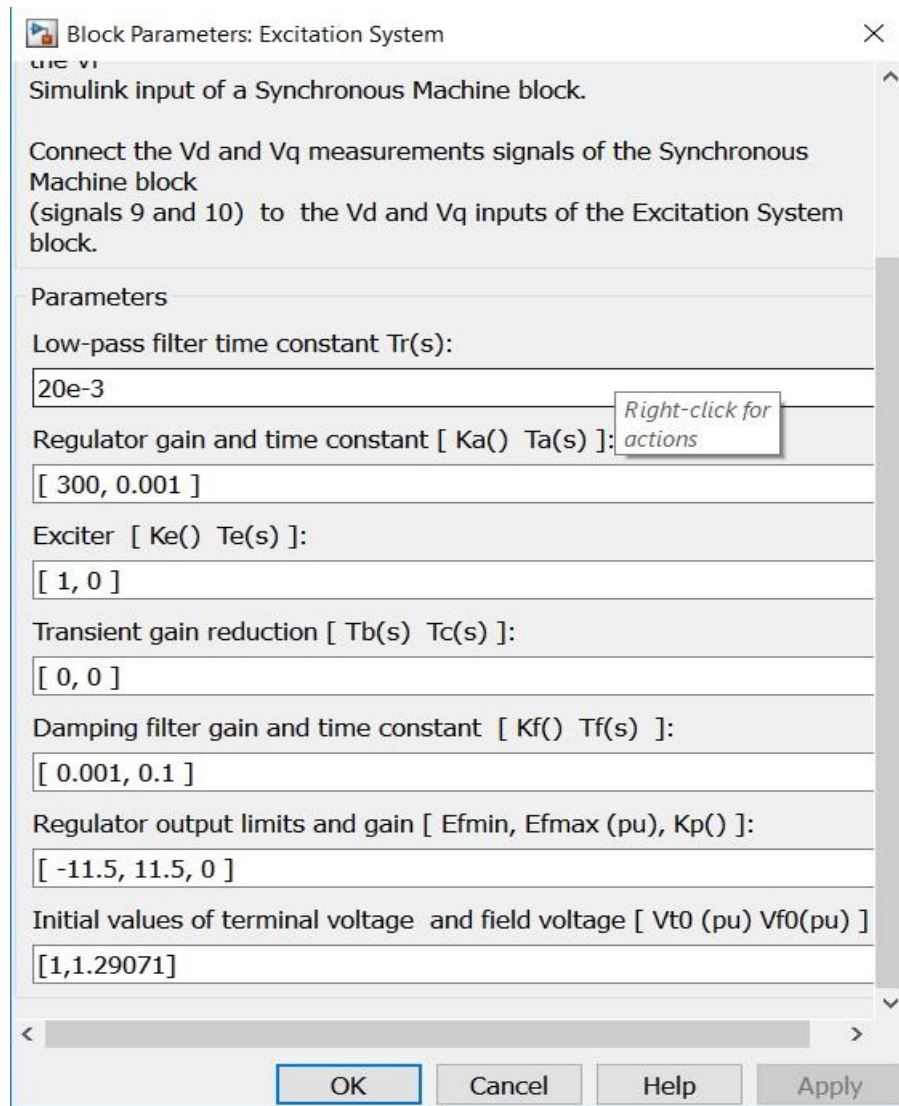 Block Parameters: Excitation System
the Vf
Simulink input of a Synchronous Machine block.
Connect the Vd and Vq measurements signals of the Synchronous
Machine block
(signals 9 and 10) to the Vd and Vq inputs of the Excitation System
block.
Parameters
Low-pass filter time constant Tr(s):
20e-3
Right-click for
actions
Regulator gain and time constant [ Ka() Ta(s) ]:
[ 300, 0.001 ]
Exciter [ Ke() Te(s) ]:
[ 1, 0 ]
Transient gain reduction [ Tb(s) Tc(s) ]:
[ 0, 0 ]
Damping filter gain and time constant [ Kf() Tf(s) ]:
[ 0.001, 0.1 ]
Regulator output limits and gain [ Efmin, Efmax (pu), Kp() ]:
[ -11.5, 11.5, 0 ]
Initial values of terminal voltage and field voltage [ Vt0 (pu) Vf0(pu) ]
[1,1.29071]
OK Cancel Help Apply